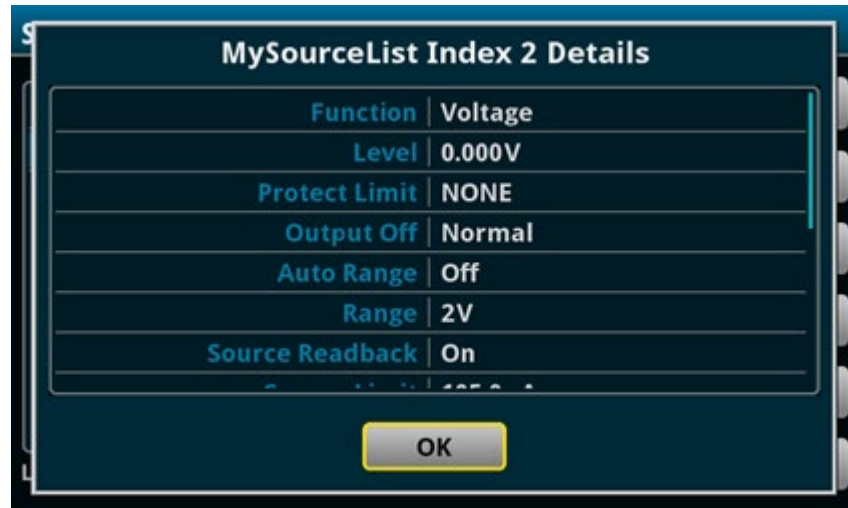 MySourceList Index 2 Details
Function Voltage
Level 0.000V
Protect Limit NONE
Output Off Normal
Auto Range Off
Range 2V
Source Readback On
OK